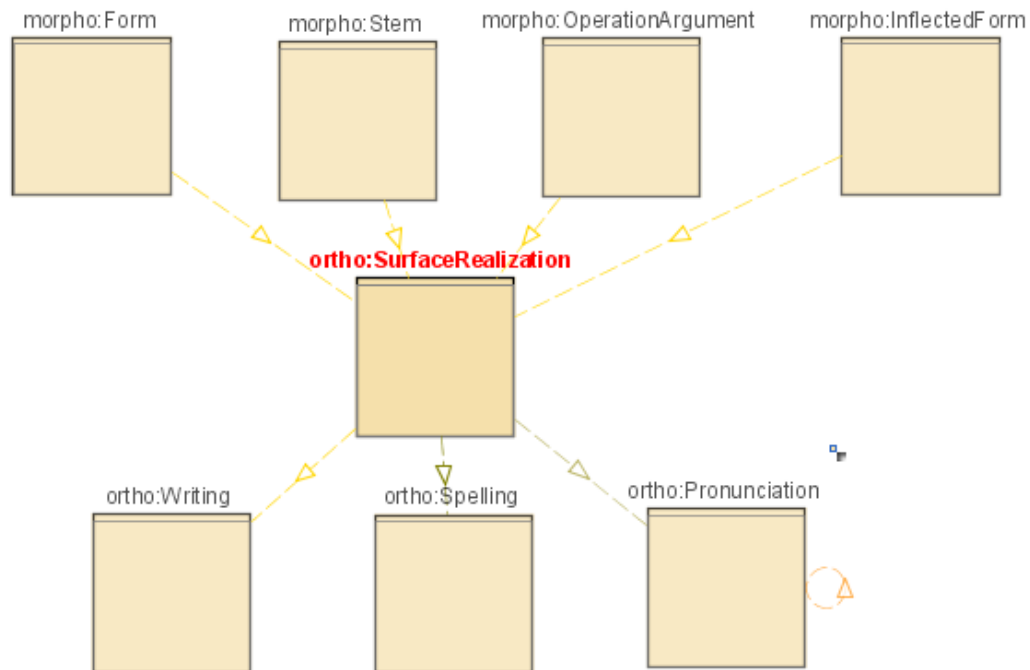 morpho:Form
morpho:Stem
morpho:OperationArgument
morpho:InflectedForm
ortho:SurfaceRealization
ortho:Writing
ortho:Spelling
ortho:Pronunciation